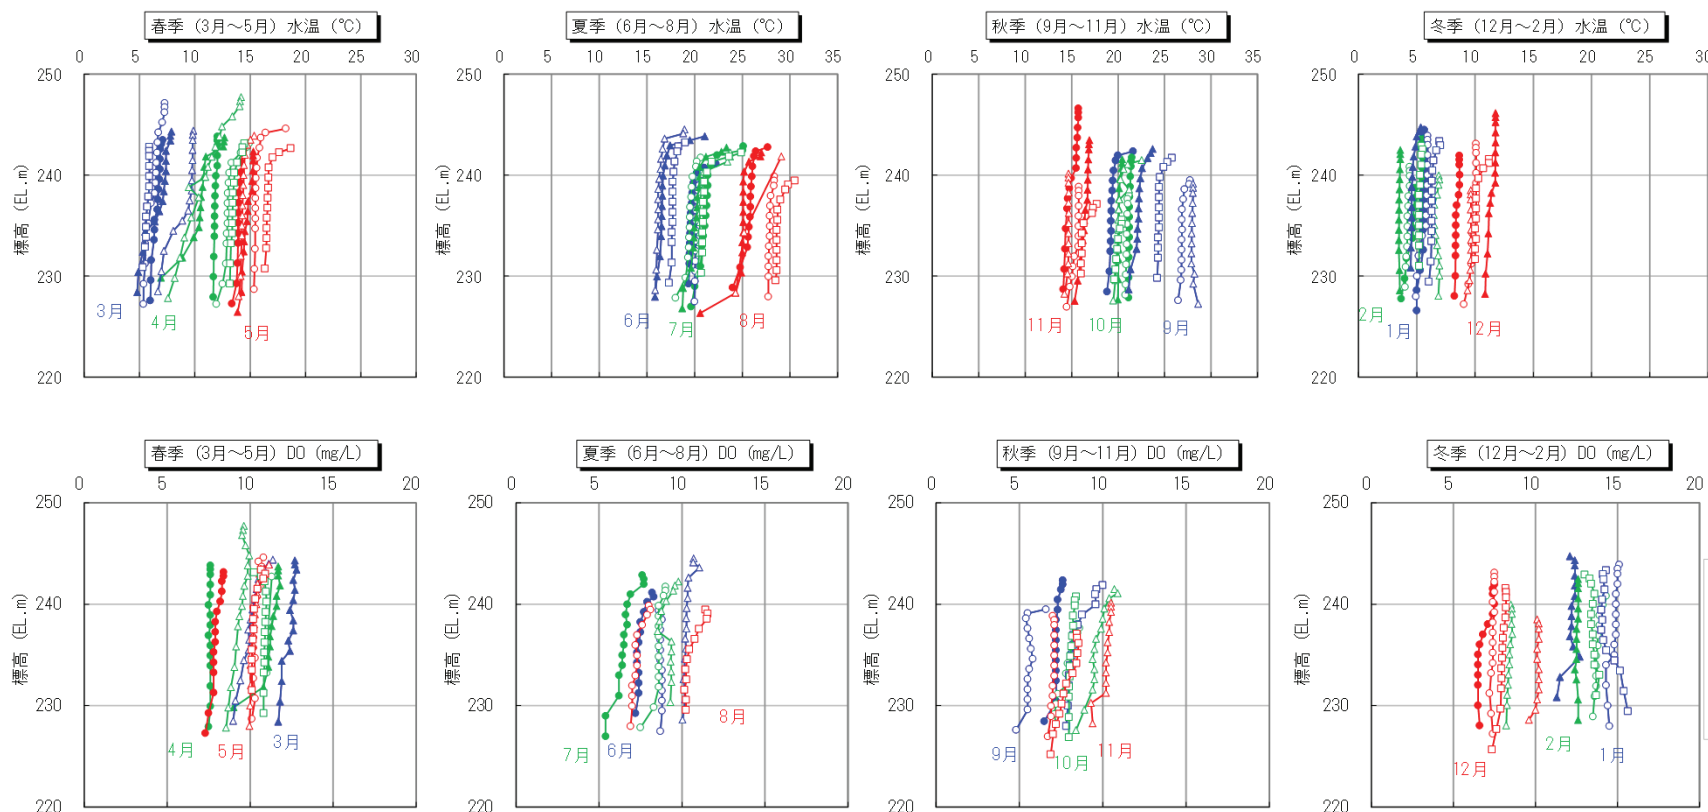 春季 (3月～5月) 水温 (℃)
0 5 10 15 20 25 30
250
240
230
220
標高 (EL.m)
3月
4月
5月
夏季 (6月～8月) 水温 (℃)
0 5 10 15 20 25 30 35
250
240
230
220
標高 (EL.m)
6月
7月
8月
秋季 (9月～11月) 水温 (℃)
0 5 10 15 20 25 30 35
250
240
230
220
標高 (EL.m)
11月
10月
9月
冬季 (12月～2月) 水温 (℃)
0 5 10 15 20 25 30
250
240
230
220
標高 (EL.m)
2月
1月
12月
春季 (3月～5月) DO (mg/L)
0 5 10 15 20
250
240
230
220
標高 (EL.m)
4月
5月
3月
夏季 (6月～8月) DO (mg/L)
0 5 10 15 20
250
240
230
220
標高 (EL.m)
7月
6月
8月
秋季 (9月～11月) DO (mg/L)
0 5 10 15 20
250
240
230
220
標高 (EL.m)
9月
10月
11月
冬季 (12月～2月) DO (mg/L)
0 5 10 15 20
250
240
230
220
標高 (EL.m)
12月
2月
1月